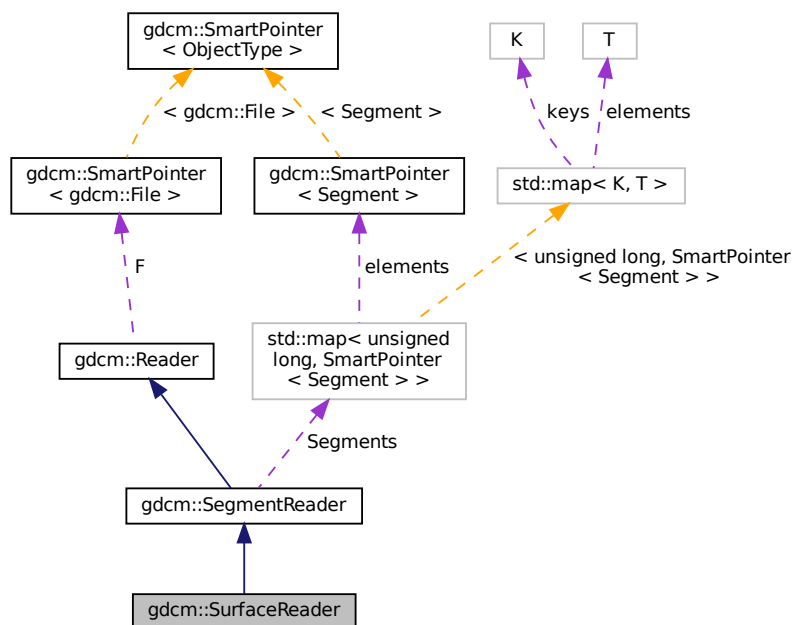 gdcm::SmartPointer
< ObjectType >
K
T
< gdcm::File >
< Segment >
keys
elements
gdcm::SmartPointer
< gdcm::File >
gdcm::SmartPointer
< Segment >
std::map< K, T >
F
elements
< unsigned long, SmartPointer
< Segment > >
std::map< unsigned
long, SmartPointer
< Segment > >
gdcm::Reader
Segments
gdcm::SegmentReader
gdcm::SurfaceReader